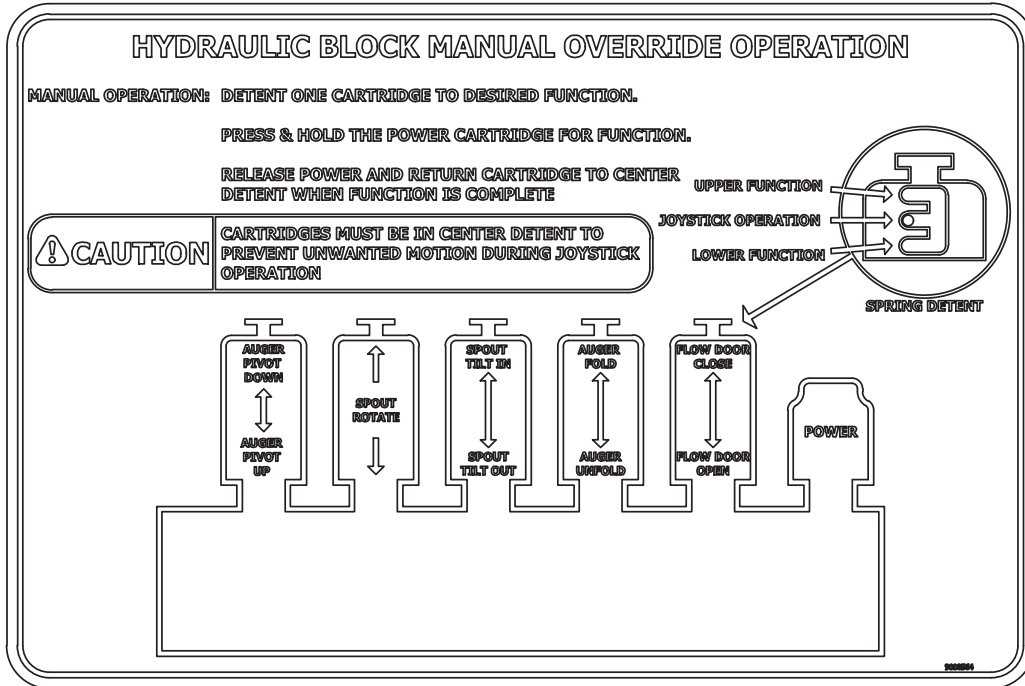 HYDRAULIC BLOCK MANUAL OVERRIDE OPERATION
MANUAL OPERATION: DETENT ONE CARTRIDGE TO DESIRED FUNCTION.
PRESS & HOLD THE POWER CARTRIDGE FOR FUNCTION.
RELEASE POWER AND RETURN CARTRIDGE TO CENTER
DETENT WHEN FUNCTION IS COMPLETE
UPPER FUNCTION
JOYSTICK OPERATION
LOWER FUNCTION
SPRING DETENT
CAUTION
CARTRIDGES MUST BE IN CENTER DETENT TO
PREVENT UNWANTED MOTION DURING JOYSTICK
OPERATION
AUGER
PIVOT
DOWN
AUGER
PIVOT
UP
SPOUT
ROTATE
SPOUT
TILT IN
SPOUT
TILT OUT
AUGER
FOLD
AUGER
UNFOLD
FLOW DOOR
CLOSE
FLOW DOOR
OPEN
POWER